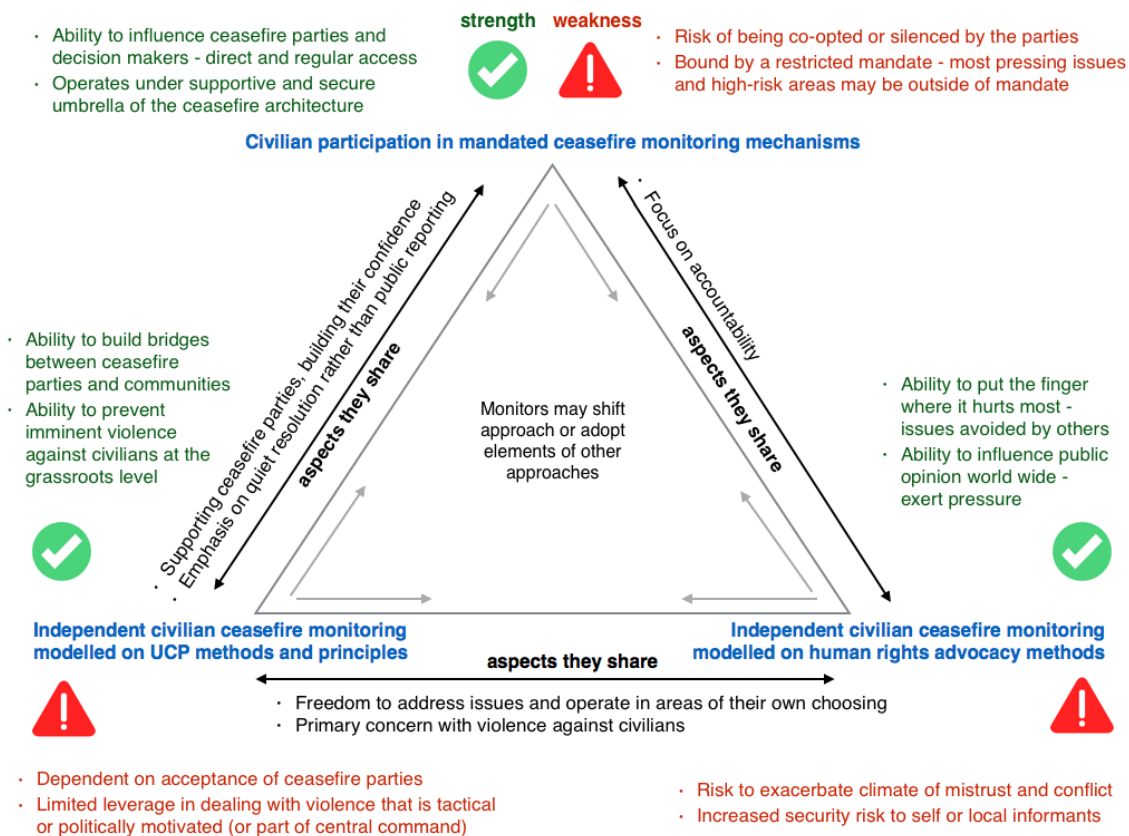 strength weakness
· Ability to influence ceasefire parties and
decision makers - direct and regular access
· Operates under supportive and secure
umbrella of the ceasefire architecture
· Risk of being co-opted or silenced by the parties
· Bound by a restricted mandate - most pressing issues
and high-risk areas may be outside of mandate
Civilian participation in mandated ceasefire monitoring mechanisms
· Supporting ceasefire parties, building their confidence
· Emphasis on quiet resolution rather than public reporting
aspects they share
· Focus on accountability
aspects they share
· Ability to build bridges
between ceasefire
parties and communities
· Ability to prevent
imminent violence
against civilians at the
grassroots level
Monitors may shift
approach or adopt
elements of other
approaches
· Ability to put the finger
where it hurts most -
issues avoided by others
· Ability to influence public
opinion world wide -
exert pressure
Independent civilian ceasefire monitoring
modelled on UCP methods and principles
Independent civilian ceasefire monitoring
modelled on human rights advocacy methods
aspects they share
· Freedom to address issues and operate in areas of their own choosing
· Primary concern with violence against civilians
· Dependent on acceptance of ceasefire parties
· Limited leverage in dealing with violence that is tactical
or politically motivated (or part of central command)
· Risk to exacerbate climate of mistrust and conflict
· Increased security risk to self or local informants